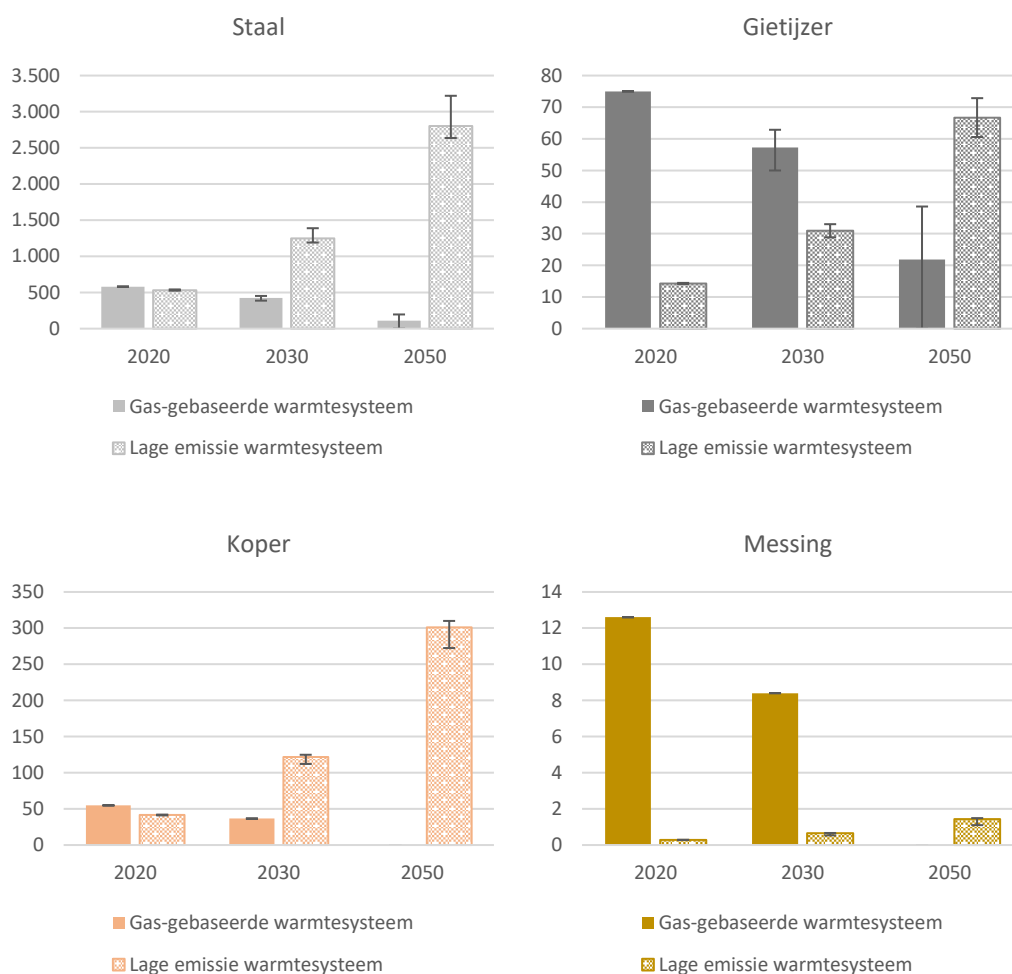 Staal
3.500
3.000
2.500
2.000
1.500
1.000
500
0
2020 2030 2050
Gas-gebaseerde warmtesysteem
Lage emissie warmtesysteem
Gietijzer
80
70
60
50
40
30
20
10
0
2020 2030 2050
Gas-gebaseerde warmtesysteem
Lage emissie warmtesysteem
Koper
350
300
250
200
150
100
50
0
2020 2030 2050
Gas-gebaseerde warmtesysteem
Lage emissie warmtesysteem
Messing
14
12
10
8
6
4
2
0
2020 2030 2050
Gas-gebaseerde warmtesysteem
Lage emissie warmtesysteem